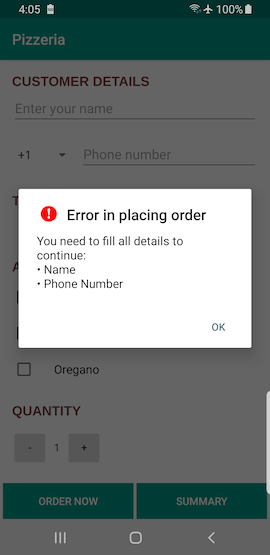 4:05
100%
Pizzeria
CUSTOMER DETAILS
Enter your name
+1
Phone number
Error in placing order
You need to fill all details to
continue:
• Name
• Phone Number
OK
Oregano
QUANTITY
-
1
+
ORDER NOW
SUMMARY